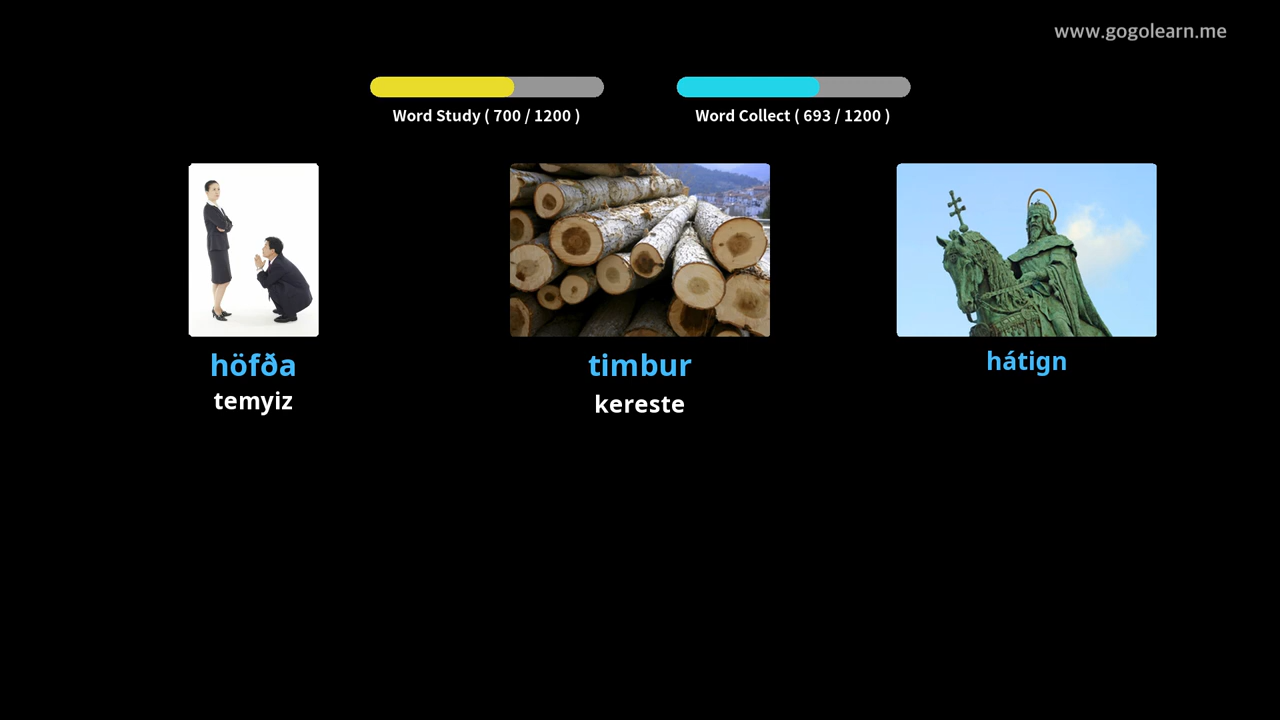 www.gogolearn.me
Word Study ( 700 / 1200 )
Word Collect ( 693 / 1200 )
höfða
temyiz
timbur
kereste
hátign